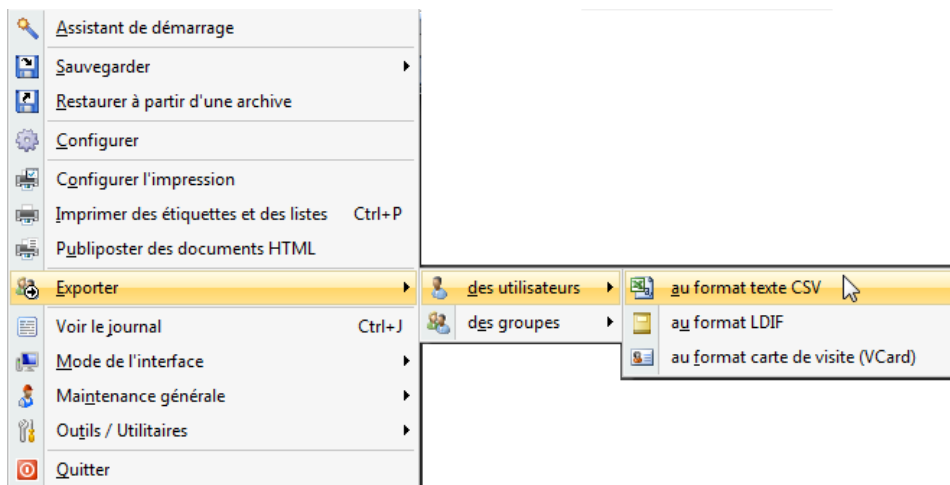 Assistant de démarrage
Sauvegarder
Restaurer à partir d'une archive
Configurer
Configurer l'impression
Imprimer des étiquettes et des listes Ctrl+P
Publiposter des documents HTML
Exporter des utilisateurs au format texte CSV
Voir le journal Ctrl+J des groupes au format LDIF
Mode de l'interface au format carte de visite (VCard)
Maintenance générale
Outils / Utilitaires
Quitter